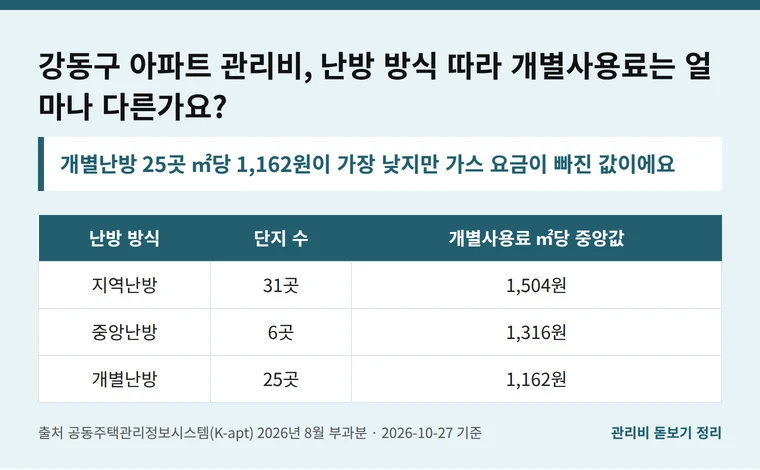 강동구 아파트 관리비, 난방 방식 따라 개별사용료는 얼
마나 다른가요?
개별난방 25곳 ㎡당 1,162원이 가장 낮지만 가스 요금이 빠진 값이에요
난방 방식 단지 수 개별사용료 ㎡당 중앙값
지역난방 31곳 1,504원
중앙난방 6곳 1,316원
개별난방 25곳 1,162원
출처 공동주택관리정보시스템(K-apt) 2026년 8월 부과분 · 2026-10-27 기준 관리비 돋보기 정리